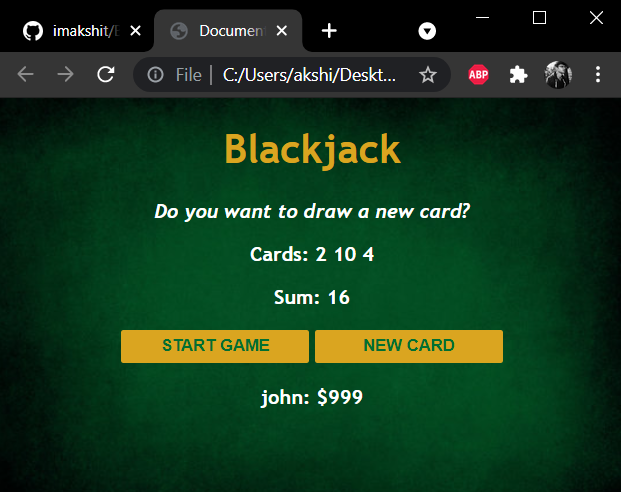 imakshit/
Documen
File
C:/Users/akshi/Deskt...
ABP
Blackjack
Do you want to draw a new card?
Cards: 2 10 4
Sum: 16
START GAME
NEW CARD
john: $999